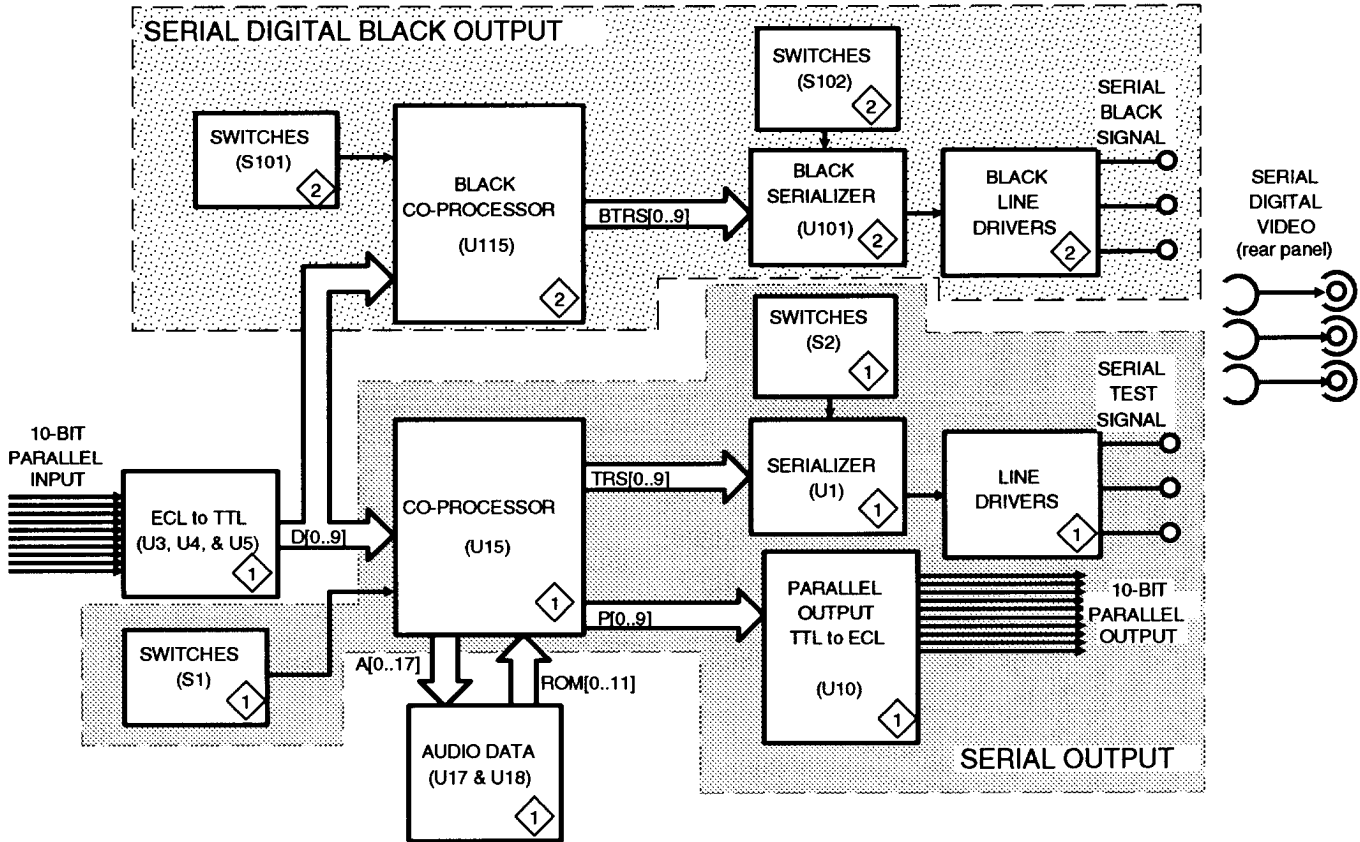 SERIAL DIGITAL BLACK OUTPUT
SWITCHES
(S102)
2
SERIAL
BLACK
SIGNAL
SWITCHES
(S101)
2
BLACK
CO-PROCESSOR
(U115)
2
BTRS[0..9]
BLACK
SERIALIZER
(U101)
2
BLACK
LINE
DRIVERS
2
SERIAL
DIGITAL
VIDEO
(rear panel)
SWITCHES
(S2)
1
SERIAL
TEST
SIGNAL
10-BIT
PARALLEL
INPUT
ECL to TTL
(U3, U4, & U5)
1
D[0..9]
CO-PROCESSOR
(U15)
1
TRS[0..9]
SERIALIZER
(U1)
1
LINE
DRIVERS
1
P[0..9]
PARALLEL
OUTPUT
TTL to ECL
(U10)
1
10-BIT
PARALLEL
OUTPUT
SWITCHES
(S1)
1
A[0..17]
ROM[0..11]
AUDIO DATA
(U17 & U18)
1
SERIAL OUTPUT